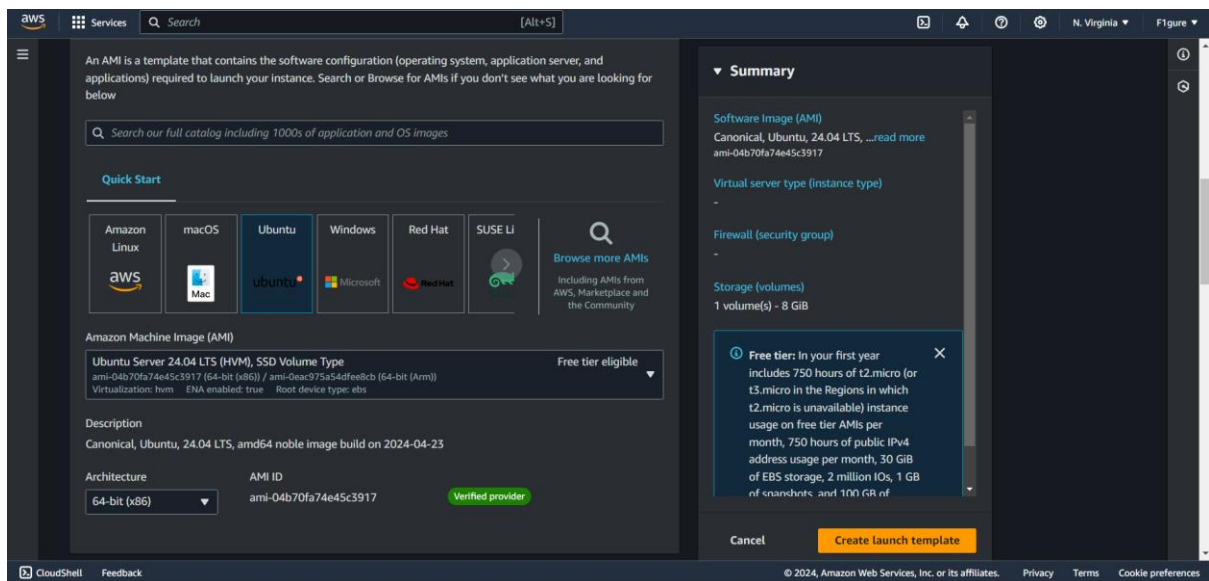 aws
Services
Search
[Alt+S]
N. Virginia
F1gure
An AMI is a template that contains the software configuration (operating system, application server, and
applications) required to launch your instance. Search or Browse for AMIs if you don't see what you are looking for
below
Search our full catalog including 1000s of application and OS images
Quick Start
Amazon
Linux
aws
macOS
Mac
Ubuntu
ubuntu
Windows
Microsoft
Red Hat
Red Hat
SUSE Li
Browse more AMIs
Including AMIs from
AWS, Marketplace and
the Community
Amazon Machine Image (AMI)
Ubuntu Server 24.04 LTS (HVM), SSD Volume Type
Free tier eligible
ami-04b70fa74e45c3917 (64-bit (x86)) / ami-0eac975a54dfee8cb (64-bit (Arm))
Virtualization: hvm ENA enabled: true Root device type: ebs
Description
Canonical, Ubuntu, 24.04 LTS, amd64 noble image build on 2024-04-23
Architecture
AMI ID
64-bit (x86)
ami-04b70fa74e45c3917
Verified provider
Summary
Software Image (AMI)
Canonical, Ubuntu, 24.04 LTS, ...read more
ami-04b70fa74e45c3917
Virtual server type (instance type)
-
Firewall (security group)
-
Storage (volumes)
1 volume(s) - 8 GiB
Free tier: In your first year
includes 750 hours of t2.micro (or
t3.micro in the Regions in which
t2.micro is unavailable) instance
usage on free tier AMIs per
month, 750 hours of public IPv4
address usage per month, 30 GiB
of EBS storage, 2 million IOs, 1 GB
of snapshots, and 100 GB of
Cancel
Create launch template
CloudShell
Feedback
© 2024, Amazon Web Services, Inc. or its affiliates.
Privacy
Terms
Cookie preferences